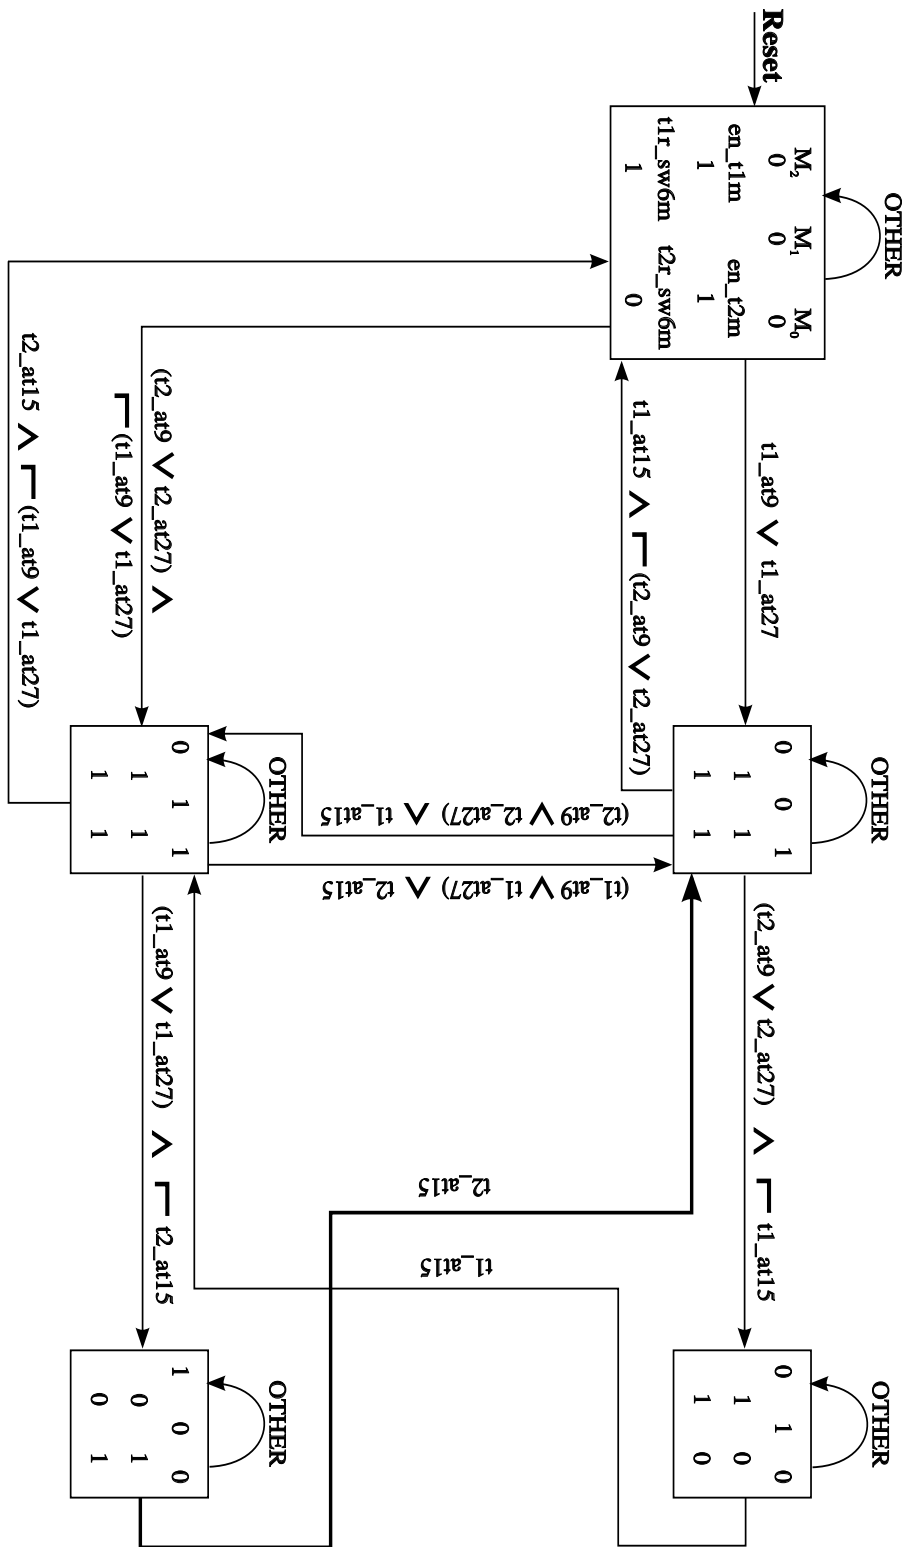 OTHER
OTHER
OTHER
Reset
M₂ M₁ M₀
0 0 0
en_t1m en_t2m
1 1
t1r_sw6m t2r_sw6m
1 0
t1_at9 ∨ t1_at27
0 0 1
1 1
1 1
(t2_at9 ∨ t2_at27) ∧ ¬ t1_at15
0 1 0
1 0
1 0
t1_at15 ∧ ¬ (t2_at9 ∨ t2_at27)
(t2_at9 ∨ t2_at27) ∧ t1_at15
(t1_at9 ∨ t1_at27) ∧ t2_at15
t2_at15
t1_at15
OTHER
OTHER
(t2_at9 ∨ t2_at27) ∧
¬ (t1_at9 ∨ t1_at27)
0 1 1
1 1
1 1
(t1_at9 ∨ t1_at27) ∧ ¬ t2_at15
1 0 0
0 1
0 1
t2_at15 ∧ ¬ (t1_at9 ∨ t1_at27)